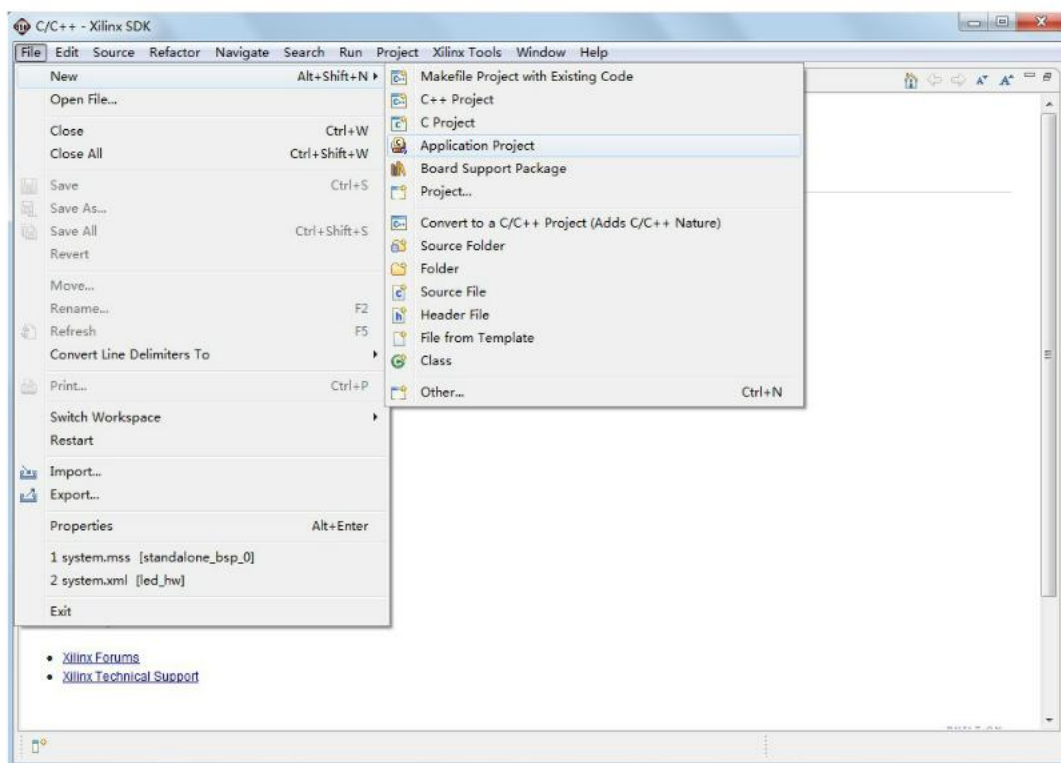 C/C++ - Xilinx SDK
File Edit Source Refactor Navigate Search Run Project Xilinx Tools Window Help
New Alt+Shift+N
Open File...
Close Ctrl+W
Close All Ctrl+Shift+W
Save Ctrl+S
Save As...
Save All Ctrl+Shift+S
Revert
Move...
Rename... F2
Refresh F5
Convert Line Delimiters To
Print... Ctrl+P
Switch Workspace
Restart
Import...
Export...
Properties Alt+Enter
1 system.mss [standalone_bsp_0]
2 system.xml [led_hw]
Exit
Makefile Project with Existing Code
C++ Project
C Project
Application Project
Board Support Package
Project...
Convert to a C/C++ Project (Adds C/C++ Nature)
Source Folder
Folder
Source File
Header File
File from Template
Class
Other... Ctrl+N
Xilinx Forums
Xilinx Technical Support